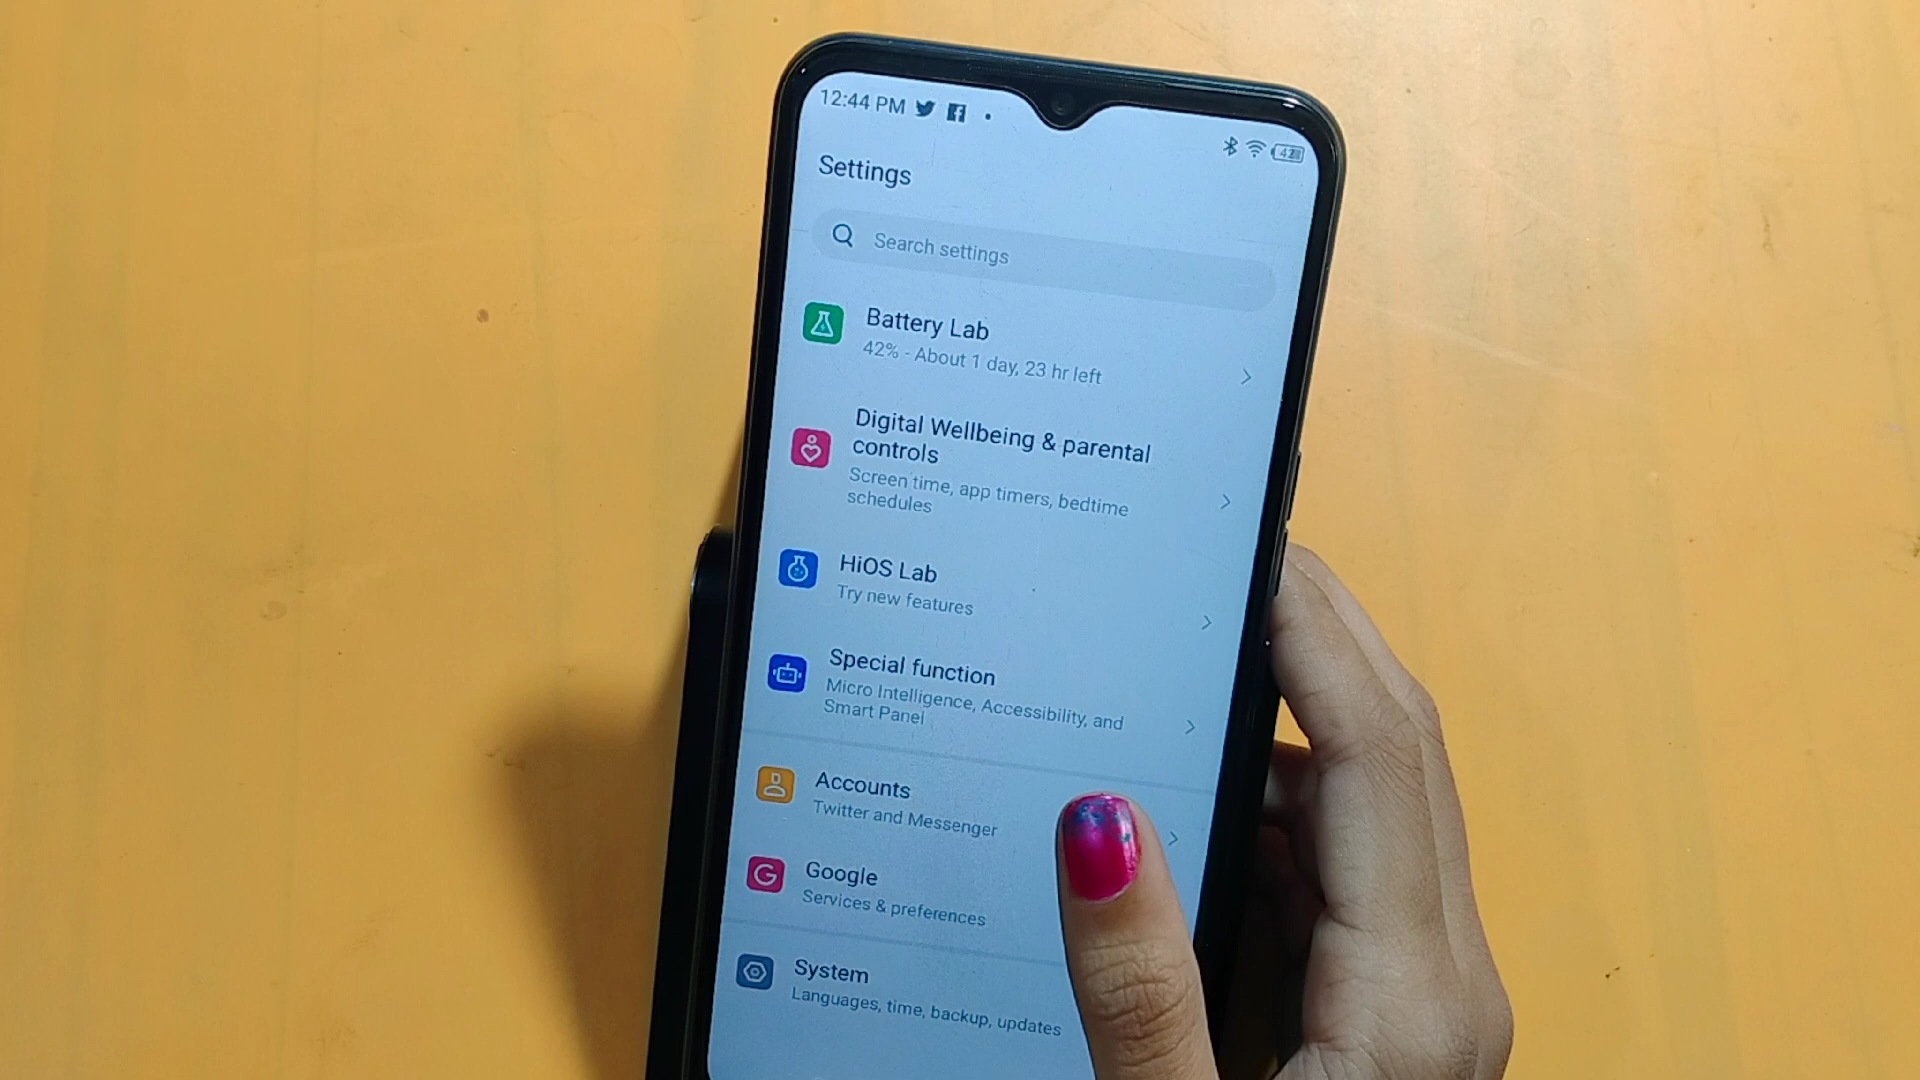 12:44 PM
42
Settings
Search settings
Battery Lab
42% - About 1 day, 23 hr left
Digital Wellbeing & parental
controls
Screen time, app timers, bedtime
schedules
HiOS Lab
Try new features
Special function
Micro Intelligence, Accessibility, and
Smart Panel
Accounts
Twitter and Messenger
Google
Services & preferences
System
Languages, time, backup, updates